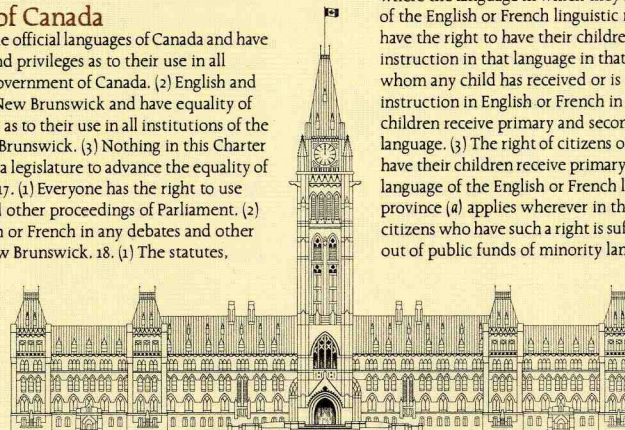 of Canada
e official languages of Canada and have
nd privileges as to their use in all
overnment of Canada. (2) English and
New Brunswick and have equality of
as to their use in all institutions of the
Brunswick. (3) Nothing in this Charter
a legislature to advance the equality of
17. (1) Everyone has the right to use
d other proceedings of Parliament. (2)
h or French in any debates and other
w Brunswick. 18. (1) The statutes,
of the English or French linguistic
have the right to have their childre
instruction in that language in that
whom any child has received or is
instruction in English or French in
children receive primary and secon
language. (3) The right of citizens o
have their children receive primary
language of the English or French l
province (a) applies wherever in th
citizens who have such a right is suf
out of public funds of minority lan